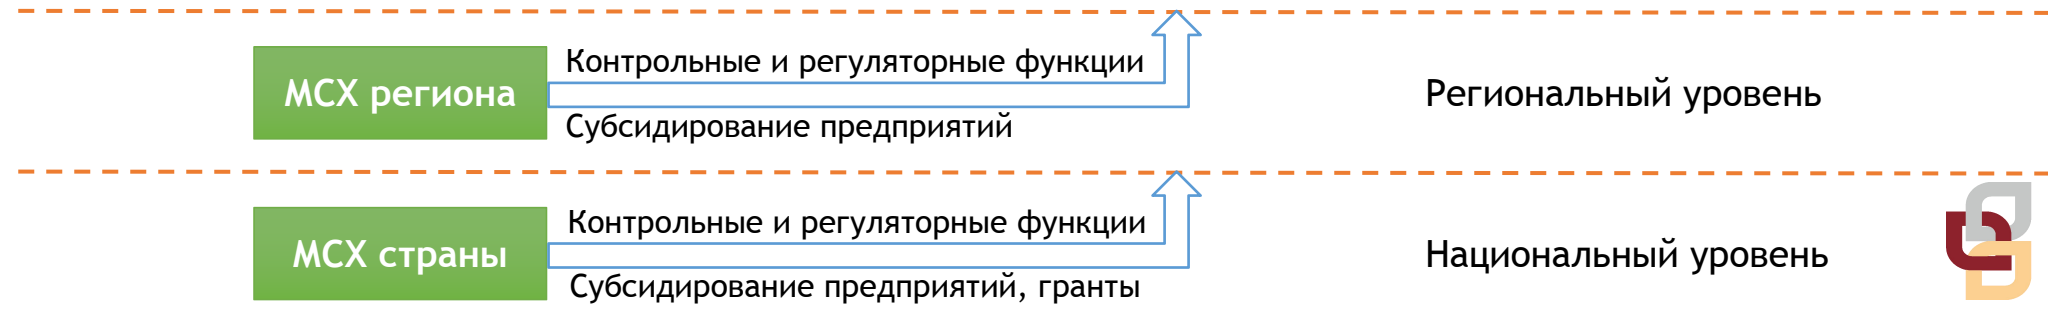 Контрольные и регуляторные функции
МСХ региона
Региональный уровень
Субсидирование предприятий
Контрольные и регуляторные функции
МСХ страны
Национальный уровень
Субсидирование предприятий, гранты